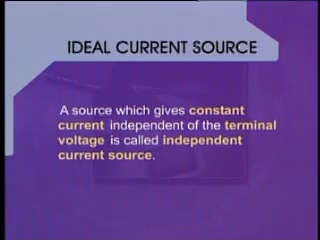 IDEAL CURRENT SOURCE
A source which gives constant
current independent of the terminal
voltage is called independent
current source.